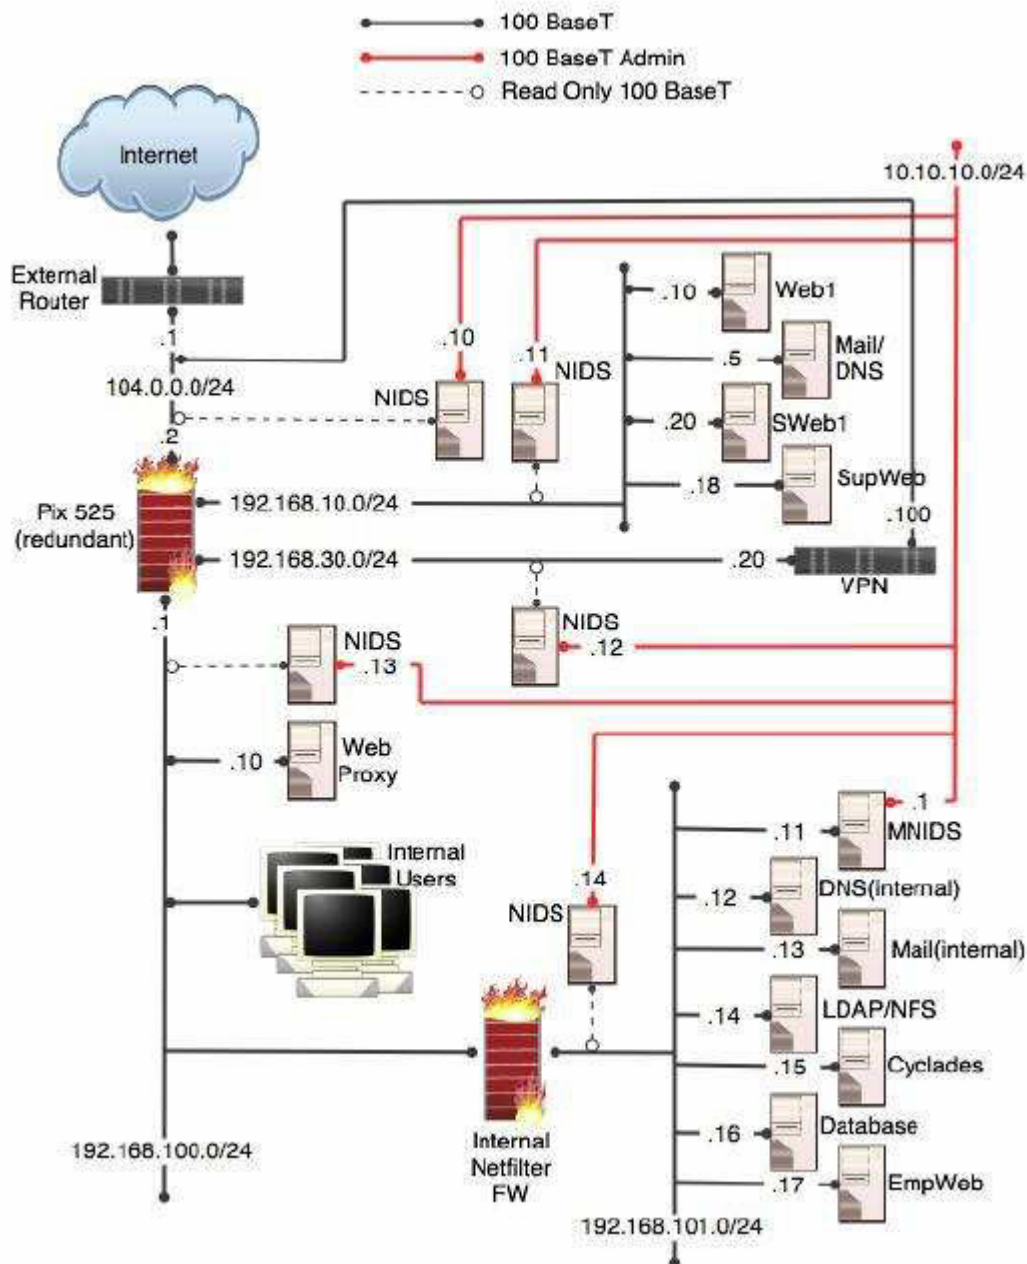 100 BaseT
100 BaseT Admin
Read Only 100 BaseT
Internet
10.10.10.0/24
External
Router
.1
104.0.0.0/24
.2
.10
NIDS
.11
NIDS
.10
Web1
.5
Mail/
DNS
.20
SWeb1
.18
SupWeb
.100
Pix 525
(redundant)
192.168.10.0/24
192.168.30.0/24
.20
VPN
.1
NIDS
.13
NIDS
.12
.10
Web
Proxy
Internal
Users
.14
NIDS
.1
.11
MNIDS
.12
DNS(internal)
.13
Mail(internal)
.14
LDAP/NFS
.15
Cyclades
.16
Database
.17
EmpWeb
Internal
Netfilter
FW
192.168.100.0/24
192.168.101.0/24